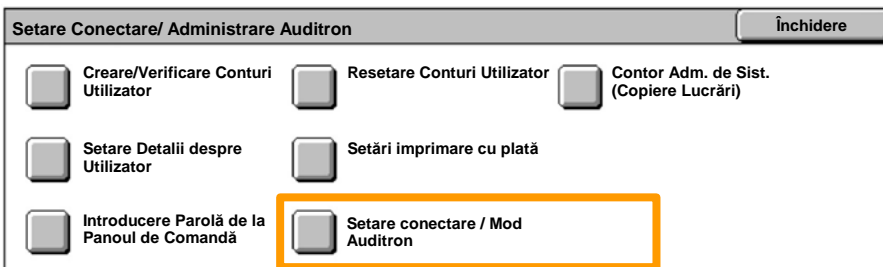 Setare Conectare/ Administrare Auditron
Închidere
Creare/Verificare Conturi
Utilizator
Resetare Conturi Utilizator
Contor Adm. de Sist.
(Copiere Lucrări)
Setare Detalii despre
Utilizator
Setări imprimare cu plată
Introducere Parolă de la
Panoul de Comandă
Setare conectare / Mod
Auditron